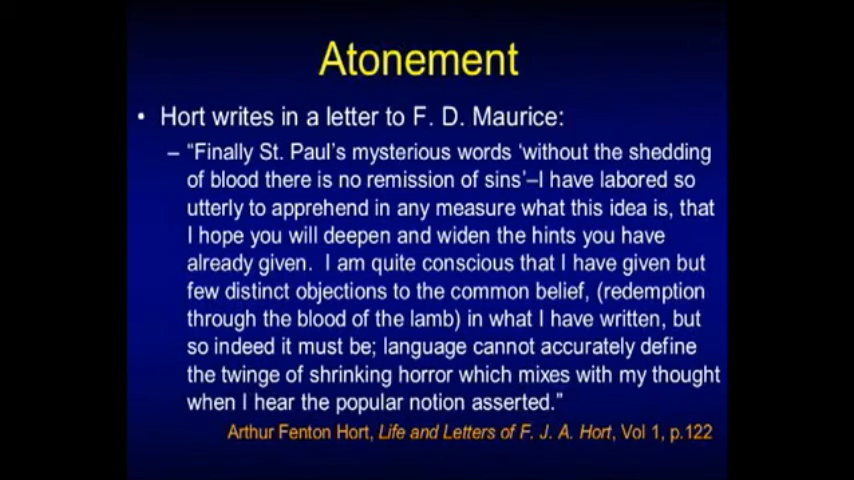 Atonement
• Hort writes in a letter to F. D. Maurice:
– “Finally St. Paul’s mysterious words ‘without the shedding
of blood there is no remission of sins’–I have labored so
utterly to apprehend in any measure what this idea is, that
I hope you will deepen and widen the hints you have
already given.  I am quite conscious that I have given but
few distinct objections to the common belief, (redemption
through the blood of the lamb) in what I have written, but
so indeed it must be; language cannot accurately define
the twinge of shrinking horror which mixes with my thought
when I hear the popular notion asserted.”
Arthur Fenton Hort, Life and Letters of F. J. A. Hort, Vol 1, p.122